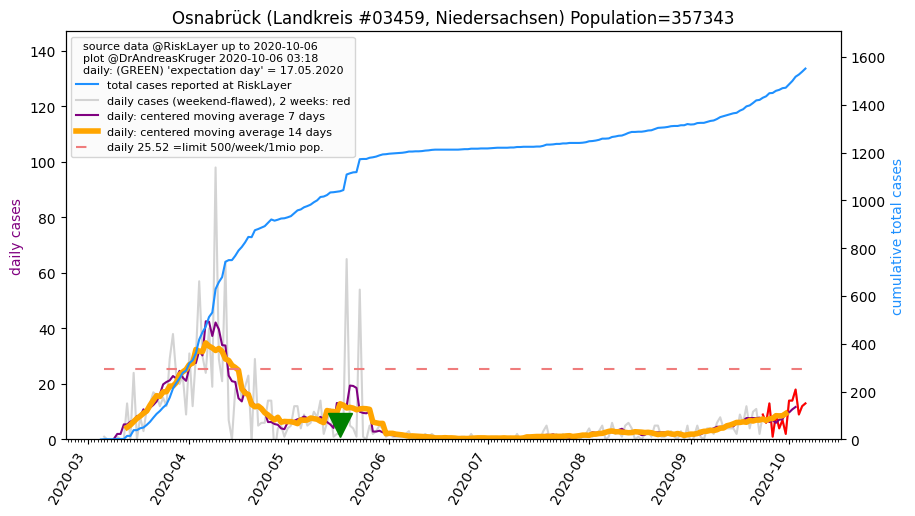 Osnabrück (Landkreis #03459, Niedersachsen) Population=357343
source data @RiskLayer up to 2020-10-06
plot @DrAndreasKruger 2020-10-06 03:18
daily: (GREEN) 'expectation day' = 17.05.2020
total cases reported at RiskLayer
daily cases (weekend-flawed), 2 weeks: red
daily: centered moving average 7 days
daily: centered moving average 14 days
daily 25.52 =limit 500/week/1mio pop.
daily cases
140
120
100
80
60
40
20
0
cumulative total cases
1600
1400
1200
1000
800
600
400
200
0
2020-03
2020-04
2020-05
2020-06
2020-07
2020-08
2020-09
2020-10